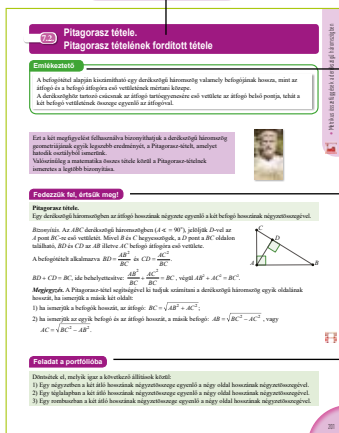 7.2. Pitagorasz tétele.
Pitagorasz tételének fordított tétele
Emlékeztető
A befogótétel alapján kiszámítható egy derékszögű háromszög valamely befogójának hossza, mint az
átfogó és a befogó átfogóra eső vetületének mértani közepe.
A derékszöghöz tartozó csúcsnak az átfogó tartóegyenesére eső vetülete az átfogó belső pontja, tehát a
két befogó vetületének összege egyenlő az átfogóval.
Ezt a két megfigyelést felhasználva bizonyíthatjuk a derékszögű háromszög
geometriájának egyik legszebb eredményét, a Pitagorasz-tételt, amelyet
hatodik osztályból ismerünk.
Valószínűleg a matematika összes tétele közül a Pitagorasz-tételnek
ismeretes a legtöbb bizonyítása.
Fedezzük fel, értsük meg!
Pitagorasz tétele.
Egy derékszögű háromszögben az átfogó hosszának négyzete egyenlő a két befogó hosszának négyzetösszegével.
Bizonyítás. Az ABC derékszögű háromszögben (A∢ = 90°), jelöljük D-vel az
A pont BC-re eső vetületét. Mivel B és C hegyesszögek, a D pont a BC oldalon
található, BD és CD az AB illetve AC befogó átfogóra eső vetülete.
A befogótételt alkalmazva BD = AB²/BC és CD = AC²/BC.
BD + CD = BC, ide behelyettesítve: AB²/BC + AC²/BC = BC, végül AB² + AC² = BC².
Megjegyzés. A Pitagorasz-tétel segítségével ki tudjuk számítani a derékszögű háromszög egyik oldalának
hosszát, ha ismerjük a másik két oldalt:
1) ha ismerjük a befogók hosszát, az átfogó: BC = √AB² + AC²;
2) ha ismerjük az egyik befogó és az átfogó hosszát, a másik befogó: AB = √BC² − AC², vagy
AC = √BC² − AB².
C
D
A
B
Feladat a portfólióba
Döntsétek el, melyik igaz a következő állítások közül:
1) Egy négyzetben a két átló hosszának négyzetösszege egyenlő a négy oldal hosszának négyzetösszegével.
2) Egy téglalapban a két átló hosszának négyzetösszege egyenlő a négy oldal hosszának négyzetösszegével.
3) Egy rombuszban a két átló hosszának négyzetösszege egyenlő a négy oldal hosszának négyzetösszegével.